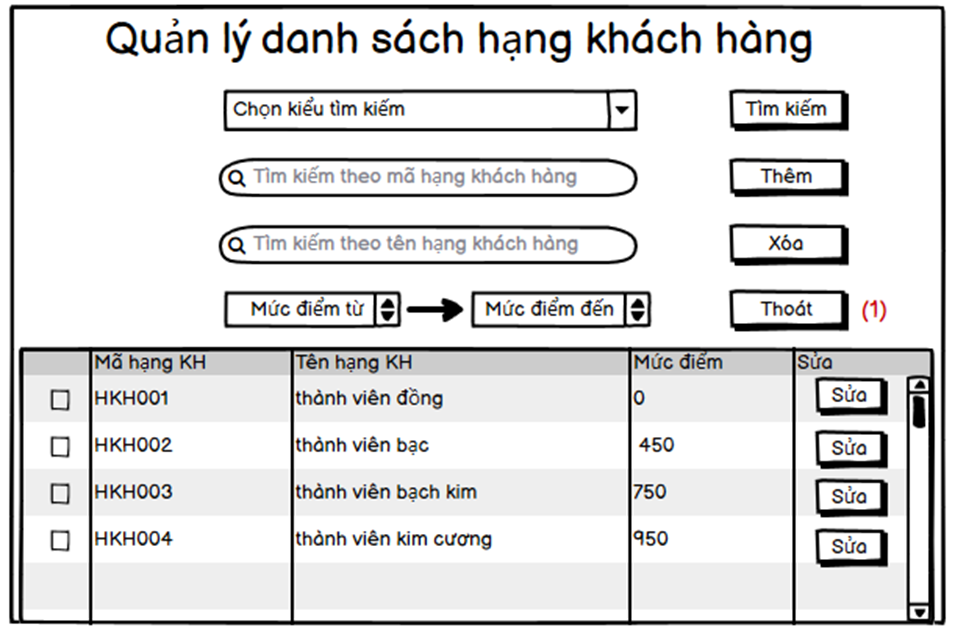 Quản lý danh sách hạng khách hàng
Chọn kiểu tìm kiếm Tìm kiếm
Tìm kiếm theo mã hạng khách hàng Thêm
Tìm kiếm theo tên hạng khách hàng Xóa
Mức điểm từ Mức điểm đến Thoát (1)
Mã hạng KH Tên hạng KH Mức điểm Sửa
HKH001 thành viên đồng 0 Sửa
HKH002 thành viên bạc 450 Sửa
HKH003 thành viên bạch kim 750 Sửa
HKH004 thành viên kim cương 950 Sửa